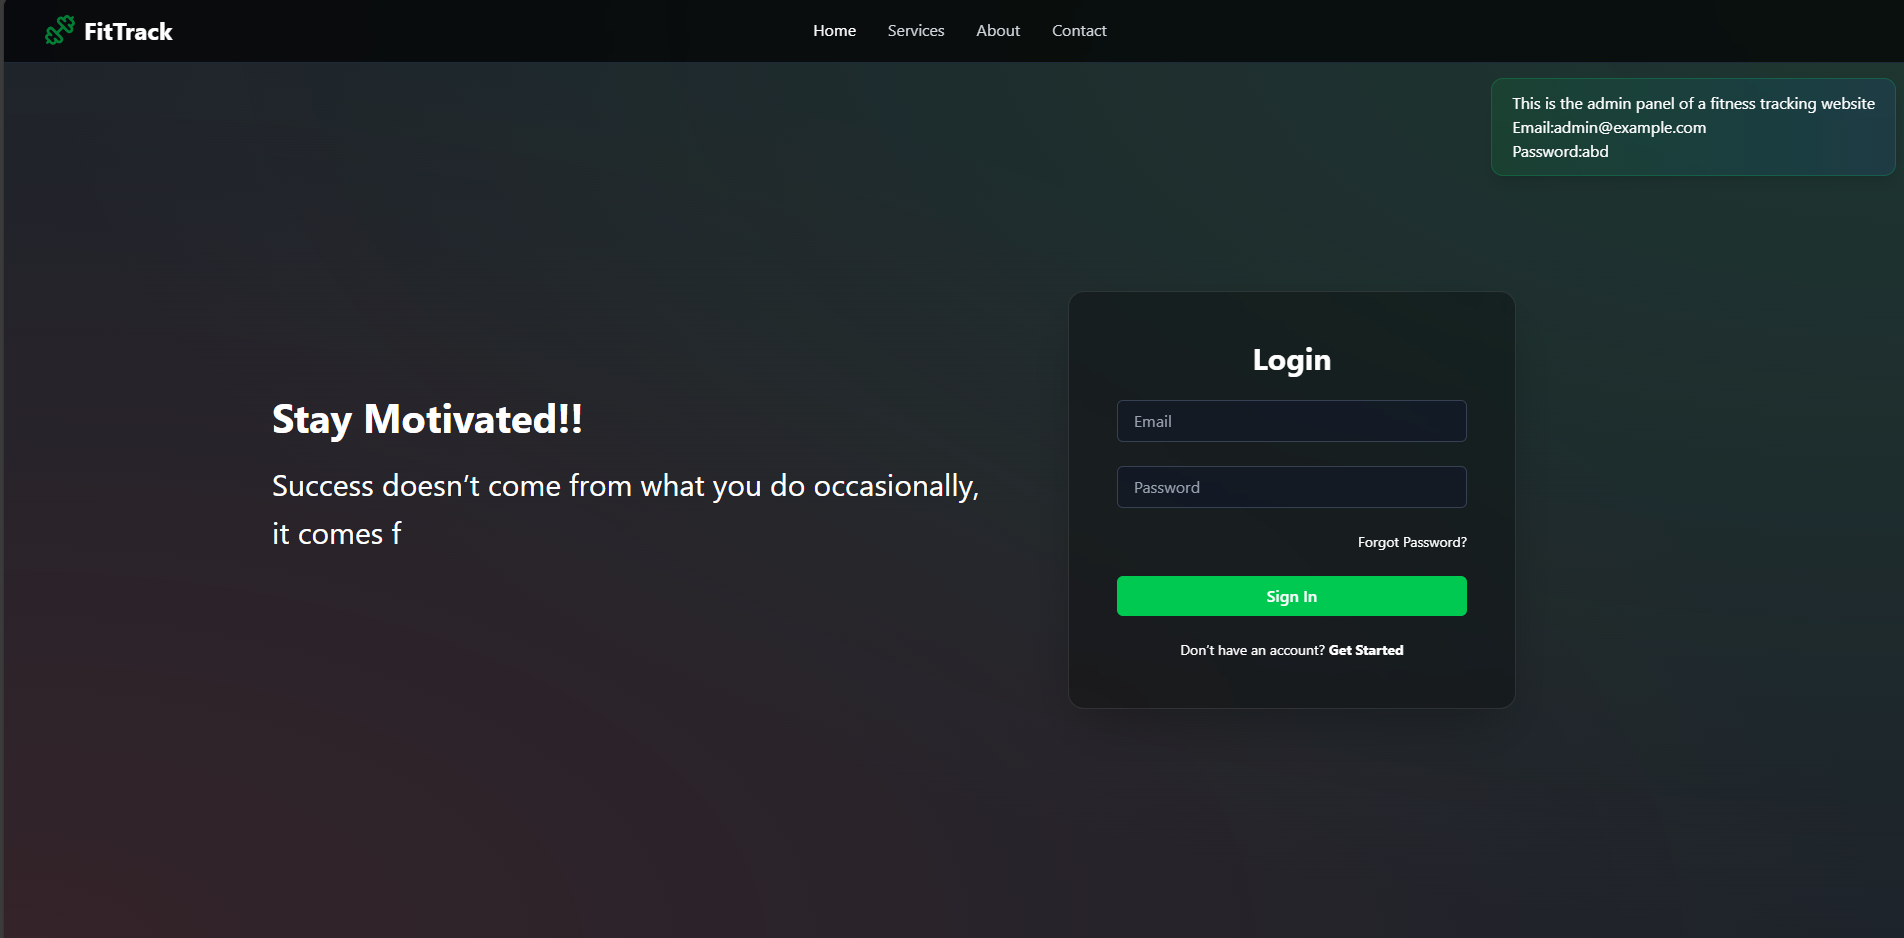 FitTrack
Home
Services
About
Contact
This is the admin panel of a fitness tracking website
Email:admin@example.com
Password:abd
Stay Motivated!!
Success doesn’t come from what you do occasionally,
it comes f
Login
Email
Password
Forgot Password?
Sign In
Don’t have an account? Get Started